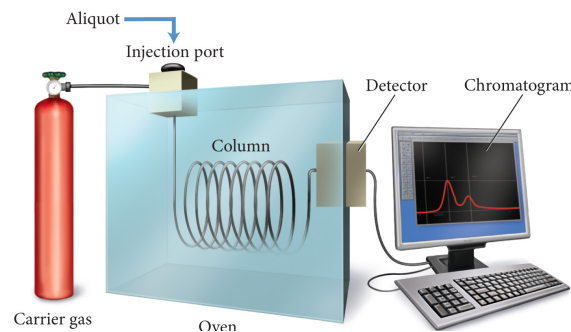 Aliquot
Injection port
Detector
Chromatogram
Column
Carrier gas
Oven